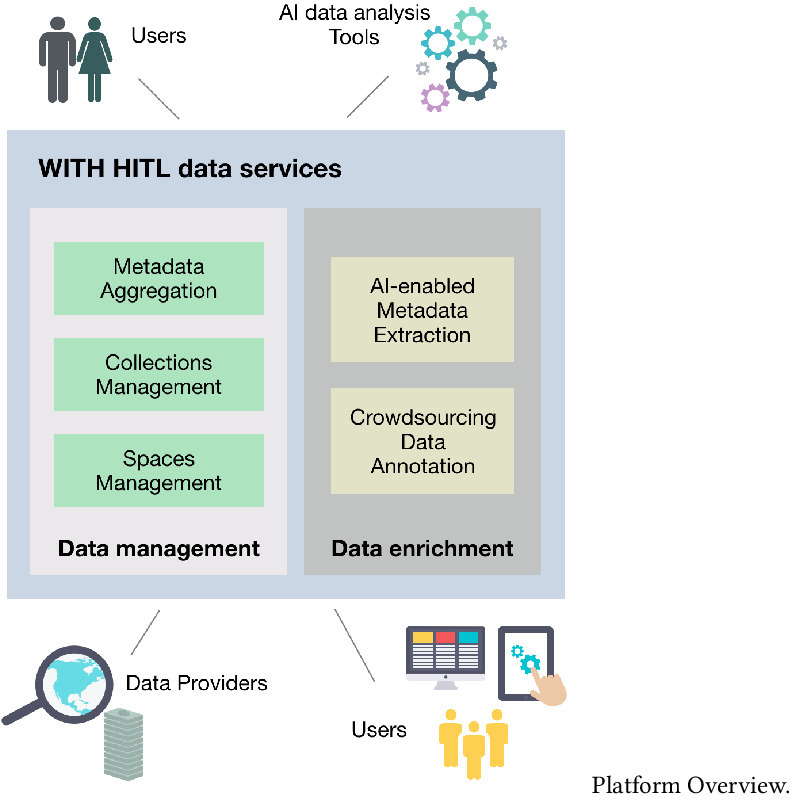 Users
AI data analysis
Tools
WITH HITL data services
Metadata
Aggregation
Collections
Management
Spaces
Management
Data management
AI-enabled
Metadata
Extraction
Crowdsourcing
Data
Annotation
Data enrichment
Data Providers
Users
Platform Overview.